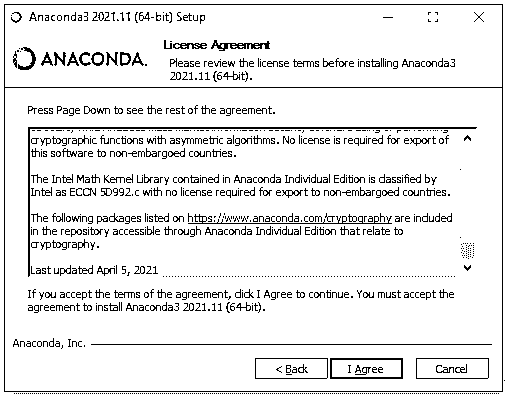 Anaconda3 2021.11 (64-bit) Setup
ANACONDA.
License Agreement
Please review the license terms before installing Anaconda3
2021.11 (64-bit).
Press Page Down to see the rest of the agreement.
cryptographic functions with asymmetric algorithms. No license is required for export of
this software to non-embargoed countries.
The Intel Math Kernel Library contained in Anaconda Individual Edition is classified by
Intel as ECCN 5D992.c with no license required for export to non-embargoed countries.
The following packages listed on https://www.anaconda.com/cryptography are included
in the repository accessible through Anaconda Individual Edition that relate to
cryptography.
Last updated April 5, 2021
If you accept the terms of the agreement, click I Agree to continue. You must accept the
agreement to install Anaconda3 2021.11 (64-bit).
Anaconda, Inc.
< Back
I Agree
Cancel